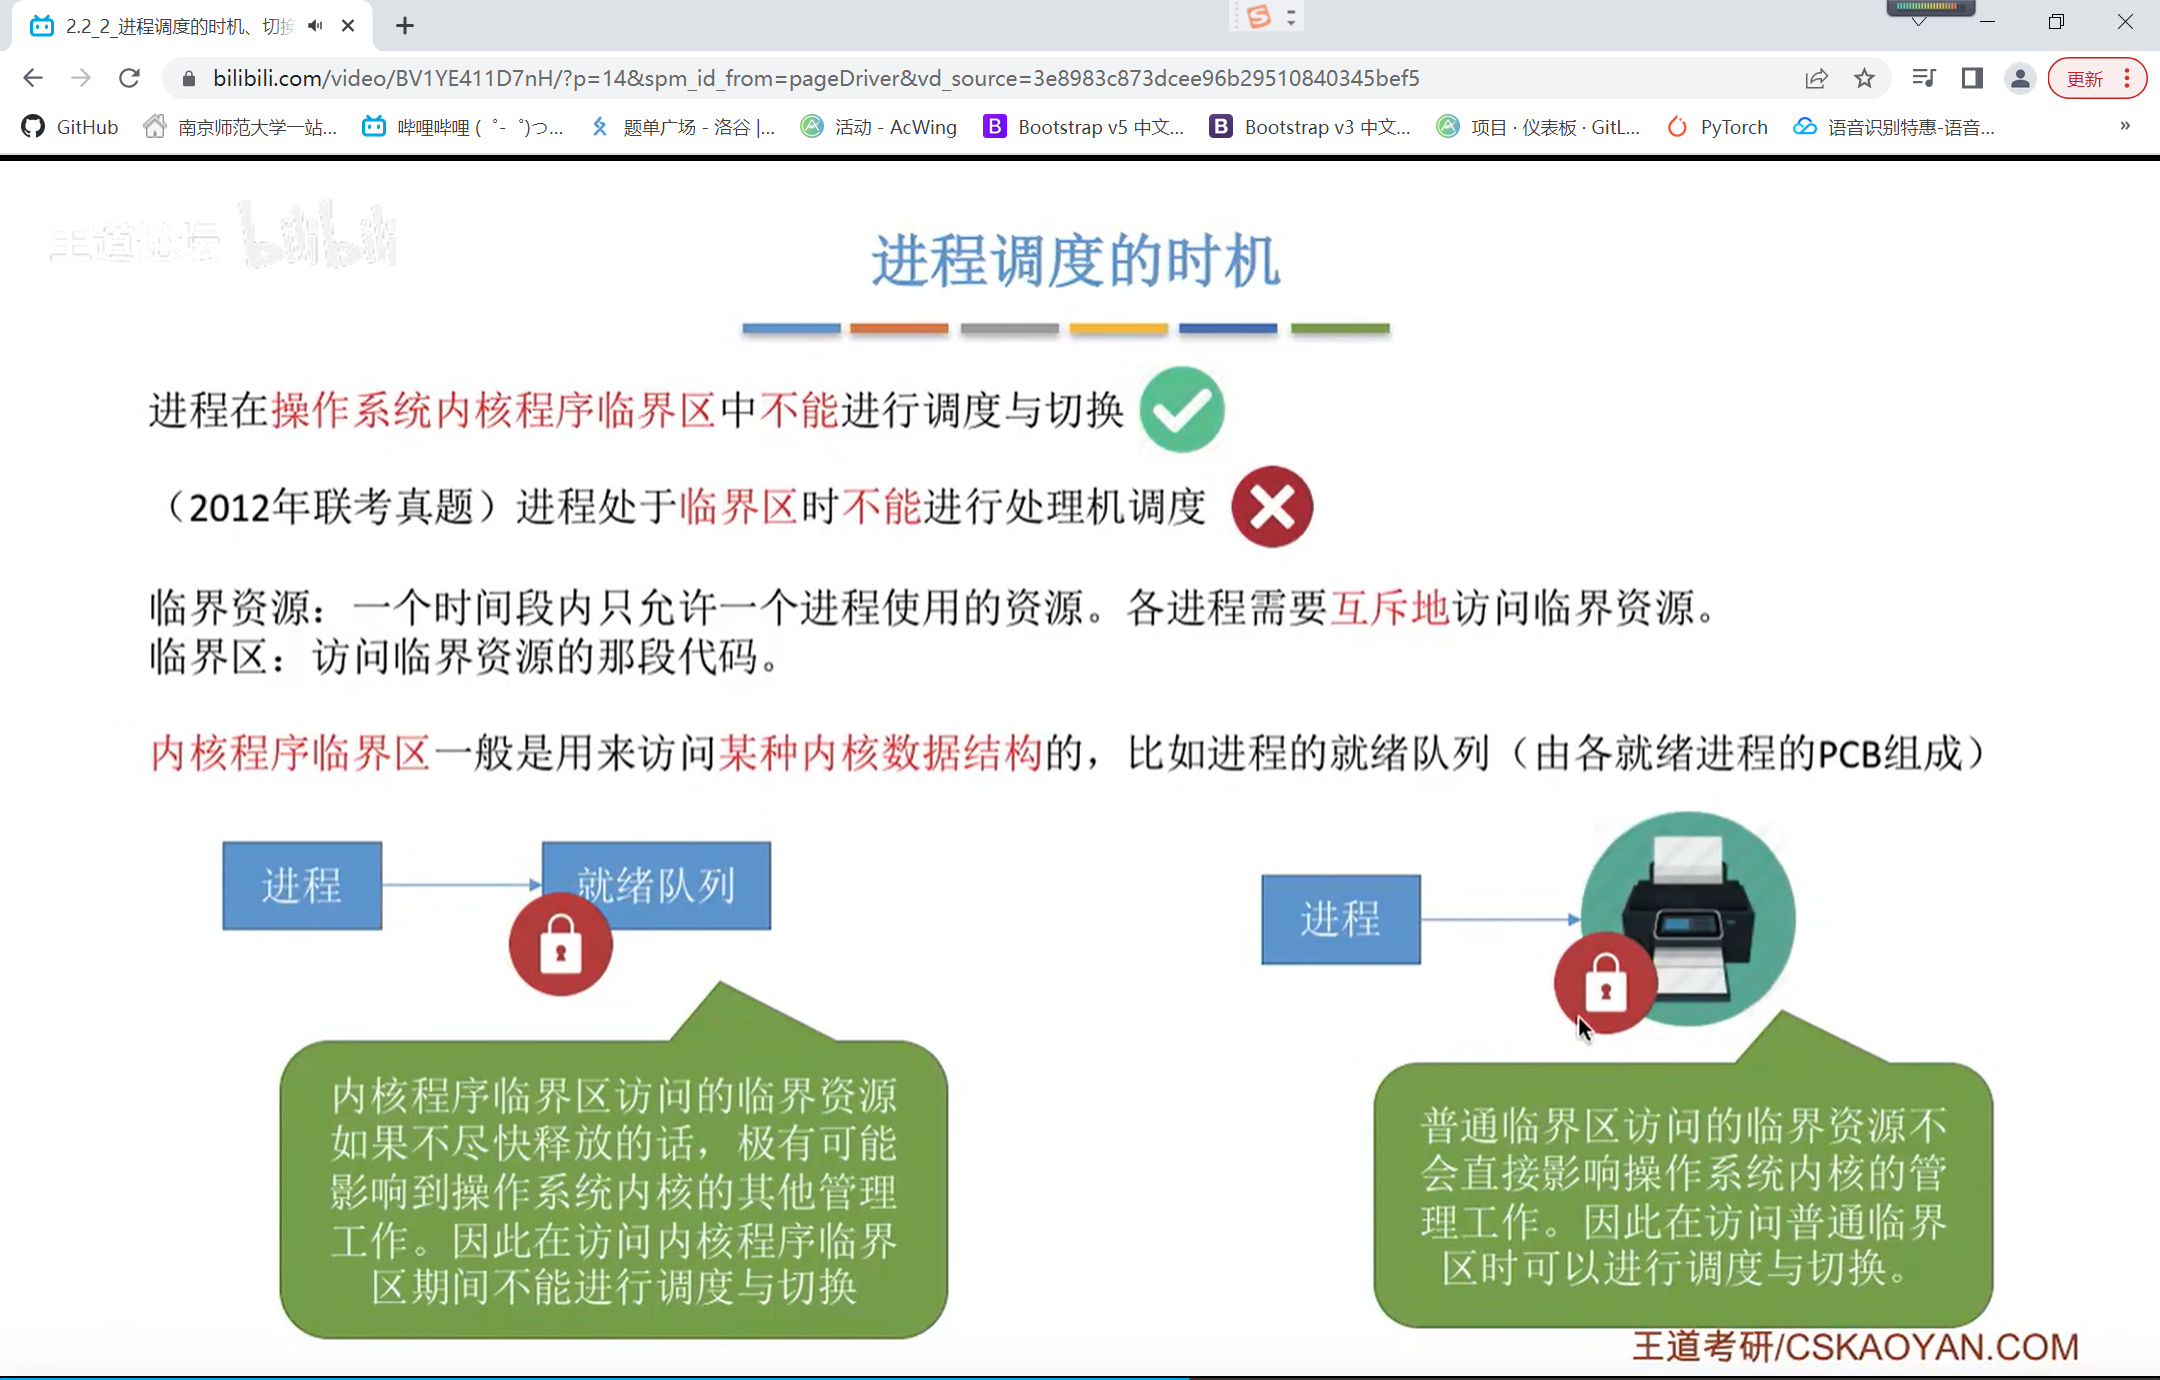 2.2_2_进程调度的时机、切换
bilibili.com/video/BV1YE411D7nH/?p=14&spm_id_from=pageDriver&vd_source=3e8983c873dcee96b29510840345bef5
更新
GitHub
南京师范大学一站...
哔哩哔哩 (゜-゜)つ...
题单广场 - 洛谷 |...
活动 - AcWing
Bootstrap v5 中文...
Bootstrap v3 中文...
项目 · 仪表板 · GitL...
PyTorch
语音识别特惠-语音...
»
王道论坛 bilibili
进程调度的时机
进程在操作系统内核程序临界区中不能进行调度与切换
（2012年联考真题）进程处于临界区时不能进行处理机调度
临界资源：一个时间段内只允许一个进程使用的资源。各进程需要互斥地访问临界资源。
临界区：访问临界资源的那段代码。
内核程序临界区一般是用来访问某种内核数据结构的，比如进程的就绪队列（由各就绪进程的PCB组成）
进程
就绪队列
进程
内核程序临界区访问的临界资源
如果不尽快释放的话，极有可能
影响到操作系统内核的其他管理
工作。因此在访问内核程序临界
区期间不能进行调度与切换
普通临界区访问的临界资源不
会直接影响操作系统内核的管
理工作。因此在访问普通临界
区时可以进行调度与切换。
王道考研/CSKAOYAN.COM